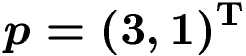 p = (3, 1)^T